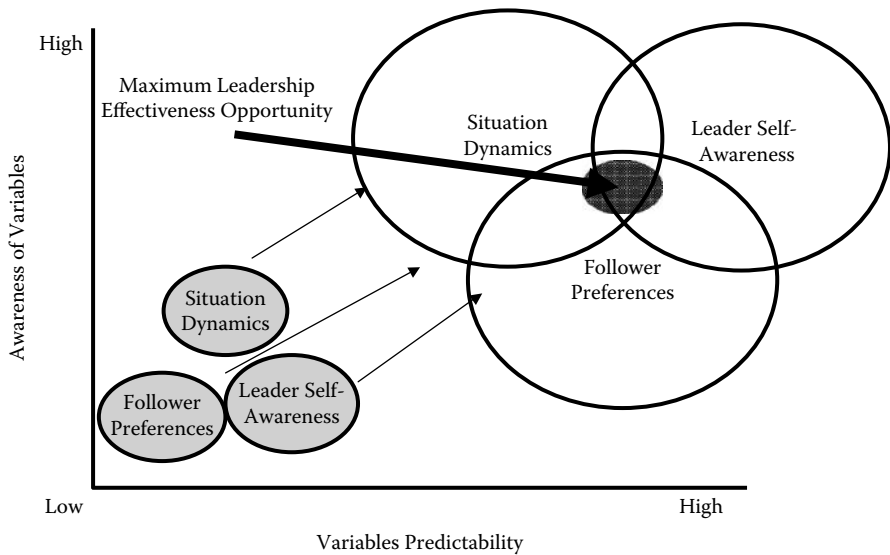 High
Maximum Leadership
Effectiveness Opportunity
Situation
Dynamics
Leader Self-
Awareness
Follower
Preferences
Situation
Dynamics
Follower
Preferences
Leader Self-
Awareness
Awareness of Variables
Low
High
Variables Predictability